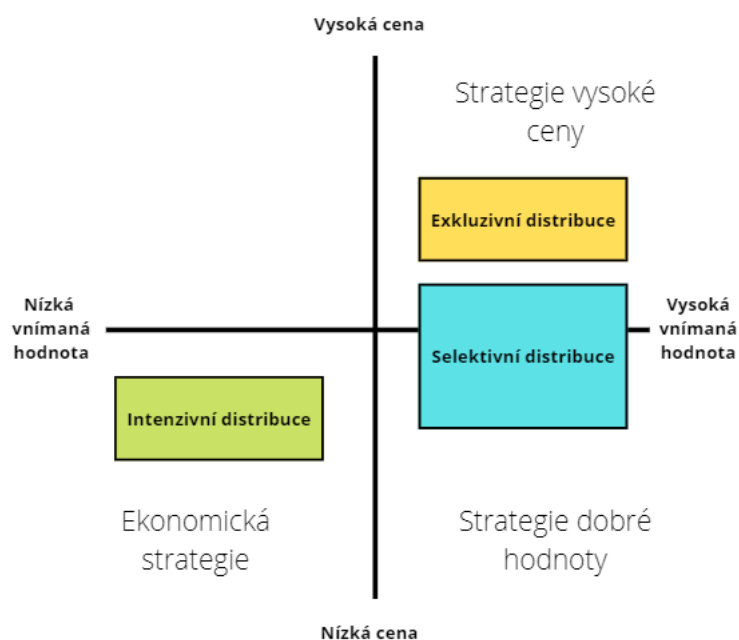 Vysoká cena
Strategie vysoké
ceny
Exkluzivní distribuce
Nízká
vnímaná
hodnota
Vysoká
vnímaná
hodnota
Selektivní distribuce
Intenzivní distribuce
Ekonomická
strategie
Strategie dobré
hodnoty
Nízká cena